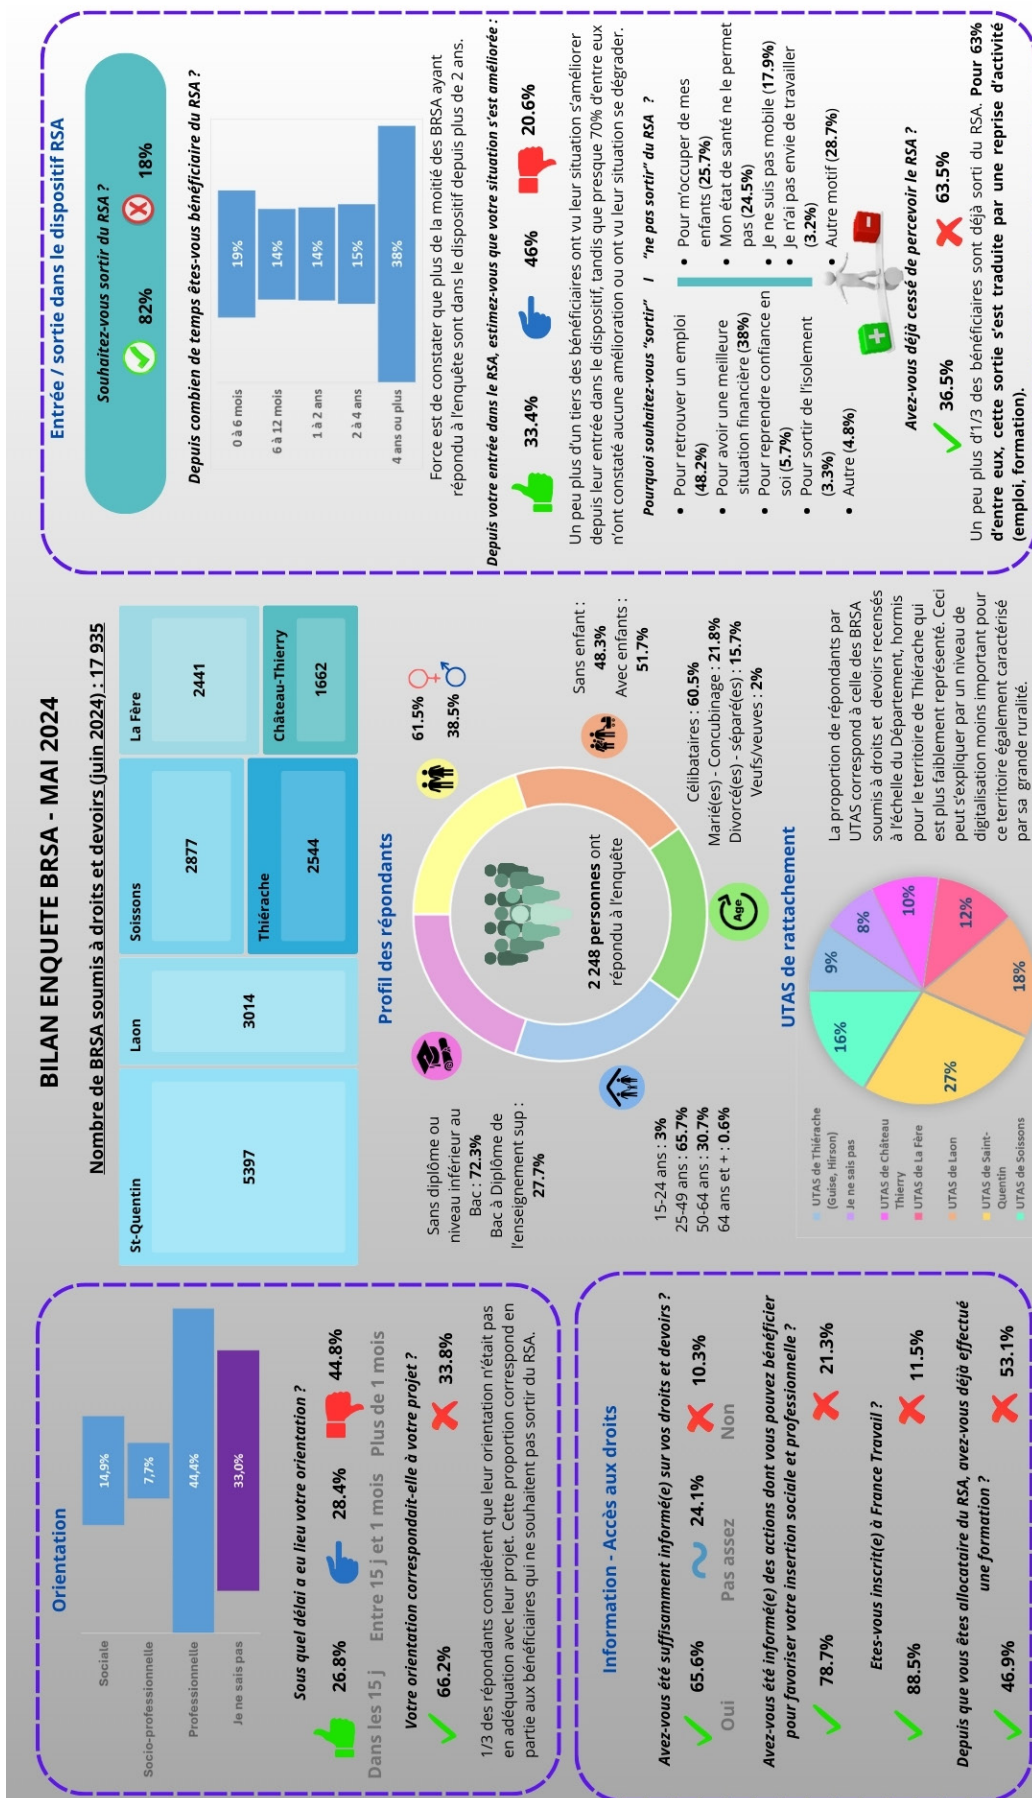 BILAN ENQUETE BRSA - MAI 2024
Orientation
Sociale
14,9%
Socio-professionnelle
7,7%
Professionnelle
44,4%
Je ne sais pas
33,0%
Sous quel délai a eu lieu votre orientation ?
26.8%
28.4%
44.8%
Dans les 15 j
Entre 15 j et 1 mois
Plus de 1 mois
Votre orientation correspondait-elle à votre projet ?
66.2%
33.8%
1/3 des répondants considèrent que leur orientation n'était pas
en adéquation avec leur projet. Cette proportion correspond en
partie aux bénéficiaires qui ne souhaitent pas sortir du RSA.
Information - Accès aux droits
Avez-vous été suffisamment informé(e) sur vos droits et devoirs ?
65.6%
24.1%
10.3%
Oui
Pas assez
Non
Avez-vous été informé(e) des actions dont vous pouvez bénéficier
pour favoriser votre insertion sociale et professionnelle ?
78.7%
21.3%
Etes-vous inscrit(e) à France Travail ?
88.5%
11.5%
Depuis que vous êtes allocataire du RSA, avez-vous déjà effectué
une formation ?
46.9%
53.1%
Nombre de BRSA soumis à droits et devoirs (juin 2024) : 17 935
St-Quentin
5397
Laon
3014
Soissons
2877
Thiérache
2544
La Fère
2441
Château-Thierry
1662
Profil des répondants
Sans diplôme ou
niveau inférieur au
Bac : 72.3%
Bac à Diplôme de
l'enseignement sup :
27.7%
61.5%
38.5%
2 248 personnes ont
répondu à l'enquête
Sans enfant :
48.3%
Avec enfants :
51.7%
15-24 ans : 3%
25-49 ans : 65.7%
50-64 ans : 30.7%
64 ans et + : 0.6%
Age
Célibataires : 60.5%
Marié(es) - Concubinage : 21.8%
Divorcé(es) - séparé(es) : 15.7%
Veufs/veuves : 2%
UTAS de rattachement
UTAS de Thiérache
(Guise, Hirson)
Je ne sais pas
UTAS de Château
Thierry
UTAS de La Fère
UTAS de Laon
UTAS de Saint-
Quentin
UTAS de Soissons
9%
8%
10%
12%
18%
27%
16%
La proportion de répondants par
UTAS correspond à celle des BRSA
soumis à droits et devoirs recensés
à l'échelle du Département, hormis
pour le territoire de Thiérache qui
est plus faiblement représenté. Ceci
peut s'expliquer par un niveau de
digitalisation moins important pour
ce territoire également caractérisé
par sa grande ruralité.
Entrée / sortie dans le dispositif RSA
Souhaitez-vous sortir du RSA ?
82%
18%
Depuis combien de temps êtes-vous bénéficiaire du RSA ?
0 à 6 mois
19%
6 à 12 mois
14%
1 à 2 ans
14%
2 à 4 ans
15%
4 ans ou plus
38%
Force est de constater que plus de la moitié des BRSA ayant
répondu à l'enquête sont dans le dispositif depuis plus de 2 ans.
Depuis votre entrée dans le RSA, estimez-vous que votre situation s'est améliorée :
33.4%
46%
20.6%
Un peu plus d'un tiers des bénéficiaires ont vu leur situation s'améliorer
depuis leur entrée dans le dispositif, tandis que presque 70% d'entre eux
n'ont constaté aucune amélioration ou ont vu leur situation se dégrader.
Pourquoi souhaitez-vous "sortir" / "ne pas sortir" du RSA ?
• Pour retrouver un emploi
(48.2%)
• Pour avoir une meilleure
situation financière (38%)
• Pour reprendre confiance en
soi (5.7%)
• Pour sortir de l'isolement
(3.3%)
• Autre (4.8%)
• Pour m'occuper de mes
enfants (25.7%)
• Mon état de santé ne le permet
pas (24.5%)
• Je ne suis pas mobile (17.9%)
• Je n'ai pas envie de travailler
(3.2%)
• Autre motif (28.7%)
Avez-vous déjà cessé de percevoir le RSA ?
36.5%
63.5%
Un peu plus d'1/3 des bénéficiaires sont déjà sorti du RSA. Pour 63%
d'entre eux, cette sortie s'est traduite par une reprise d'activité
(emploi, formation).